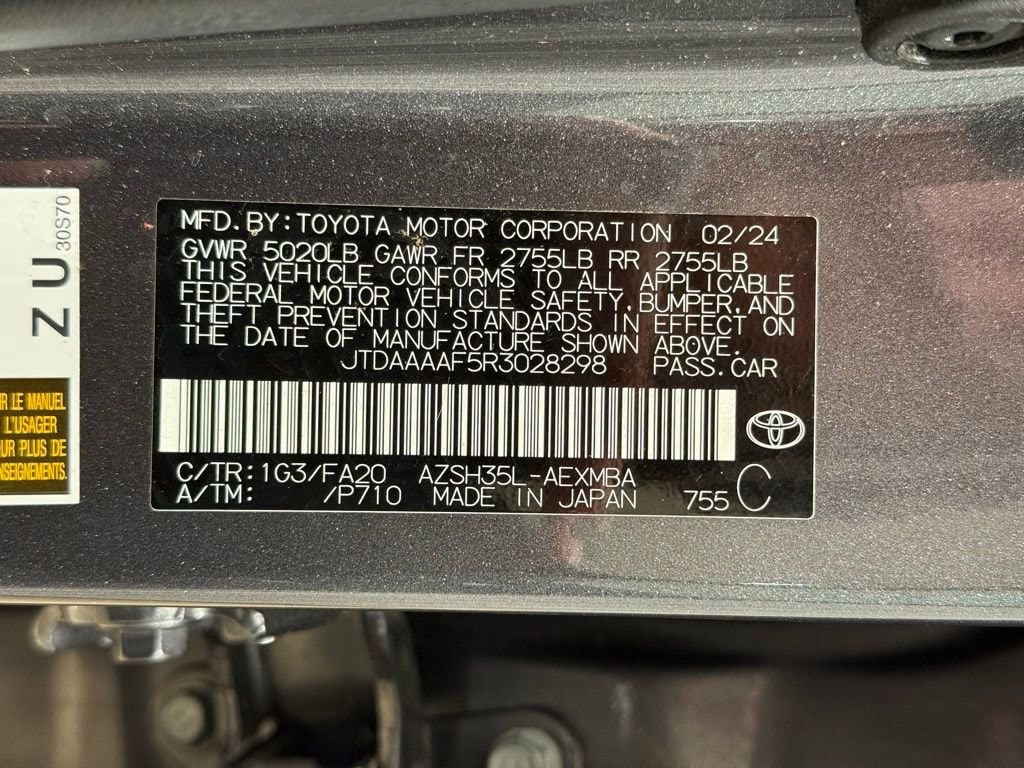 MFD. BY: TOYOTA MOTOR CORPORATION 02/24
GVWR 5020LB GAWR FR 2755LB RR 2755LB
THIS VEHICLE CONFORMS TO ALL APPLICABLE
FEDERAL MOTOR VEHICLE SAFETY, BUMPER, AND
THEFT PREVENTION STANDARDS IN EFFECT ON
THE DATE OF MANUFACTURE SHOWN ABOVE.
JTDAAAAF5R3028298 PASS. CAR
C/TR: 1G3/FA20 AZSH35L-AEXMBA
A/TM: /P710 MADE IN JAPAN 755 C
ZU 30S70
LE MANUEL
L'USAGER
PLUS DE